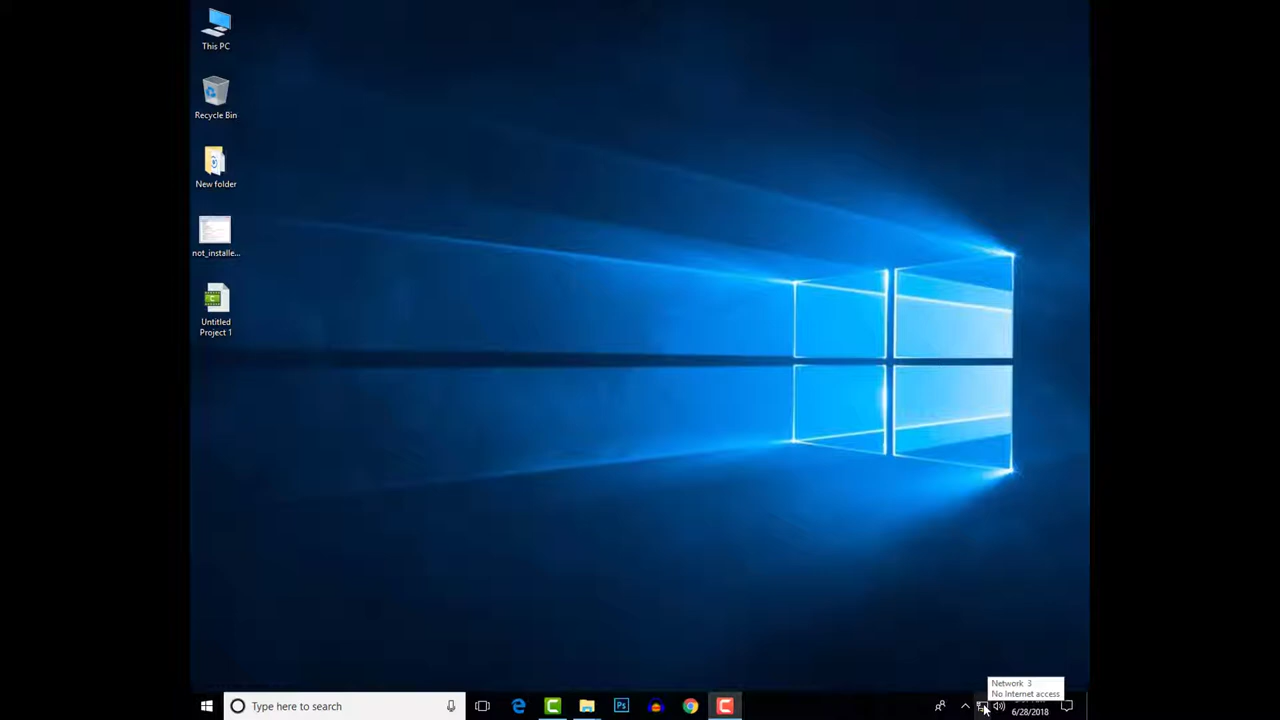 This PC
Recycle Bin
New folder
not_installe...
Untitled
Project 1
Network 3
No Internet access
Type here to search
Ps
6/28/2018